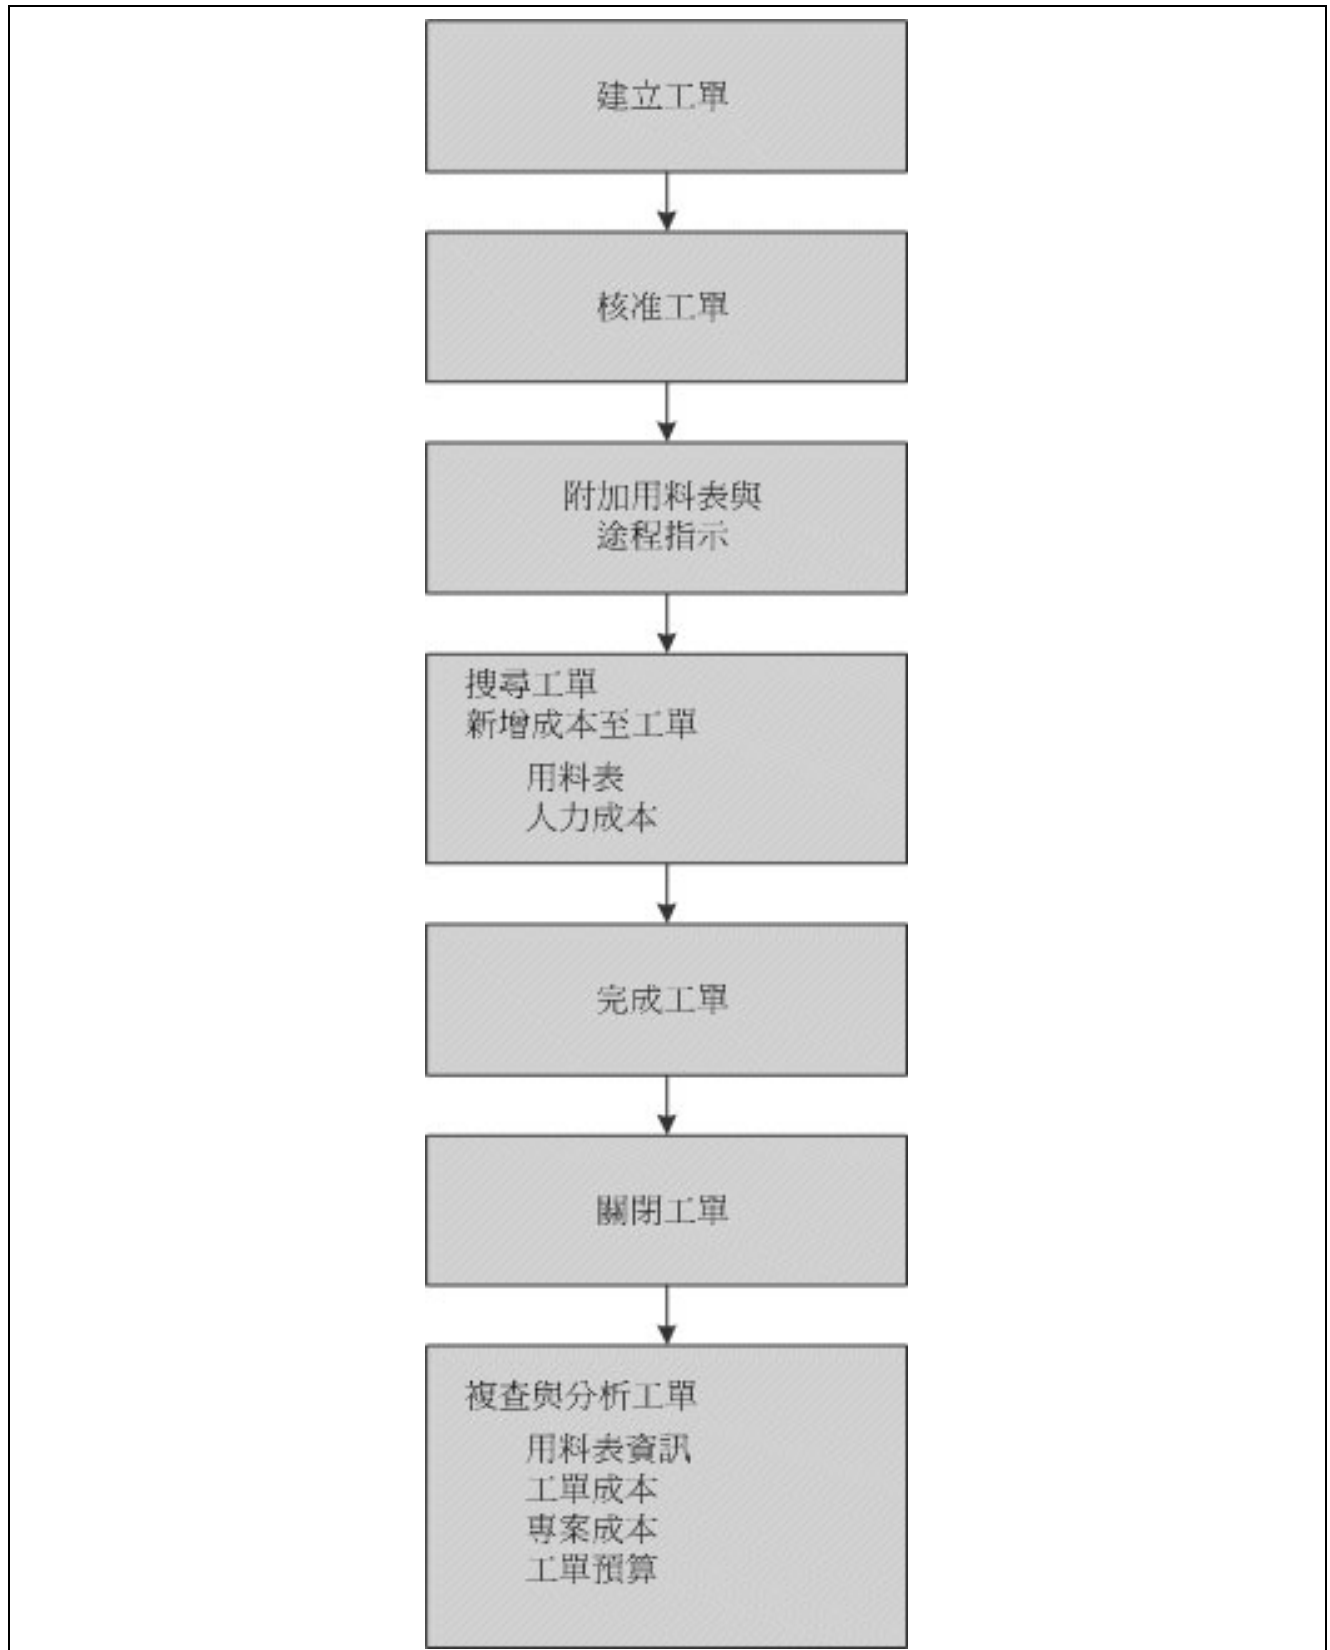 建立工單
核准工單
附加用料表與
途程指示
搜尋工單
新增成本至工單
用料表
人力成本
完成工單
關閉工單
複查與分析工單
用料表資訊
工單成本
專案成本
工單預算